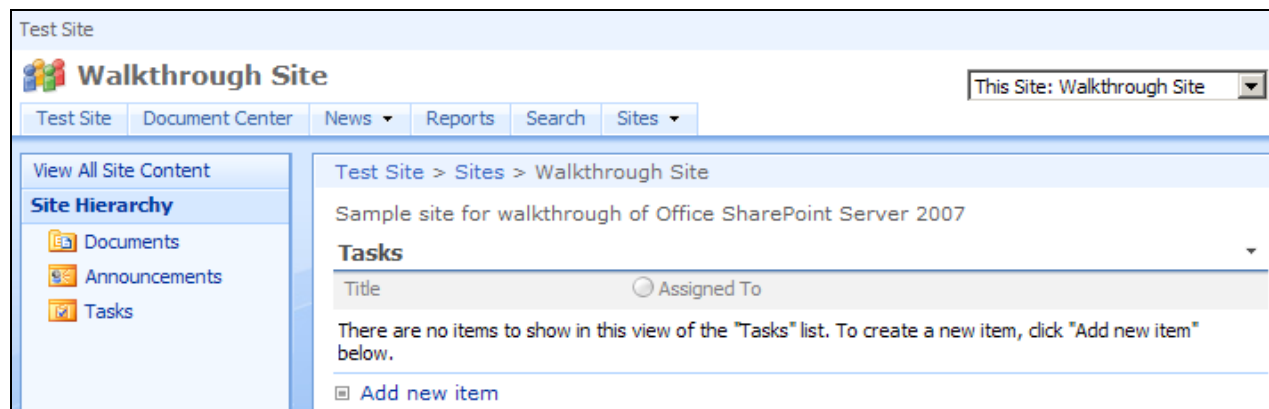 Test Site
Walkthrough Site
This Site: Walkthrough Site
Test Site Document Center News Reports Search Sites
View All Site Content
Site Hierarchy
Documents
Announcements
Tasks
Test Site > Sites > Walkthrough Site
Sample site for walkthrough of Office SharePoint Server 2007
Tasks
Title Assigned To
There are no items to show in this view of the "Tasks" list. To create a new item, click "Add new item"
below.
Add new item